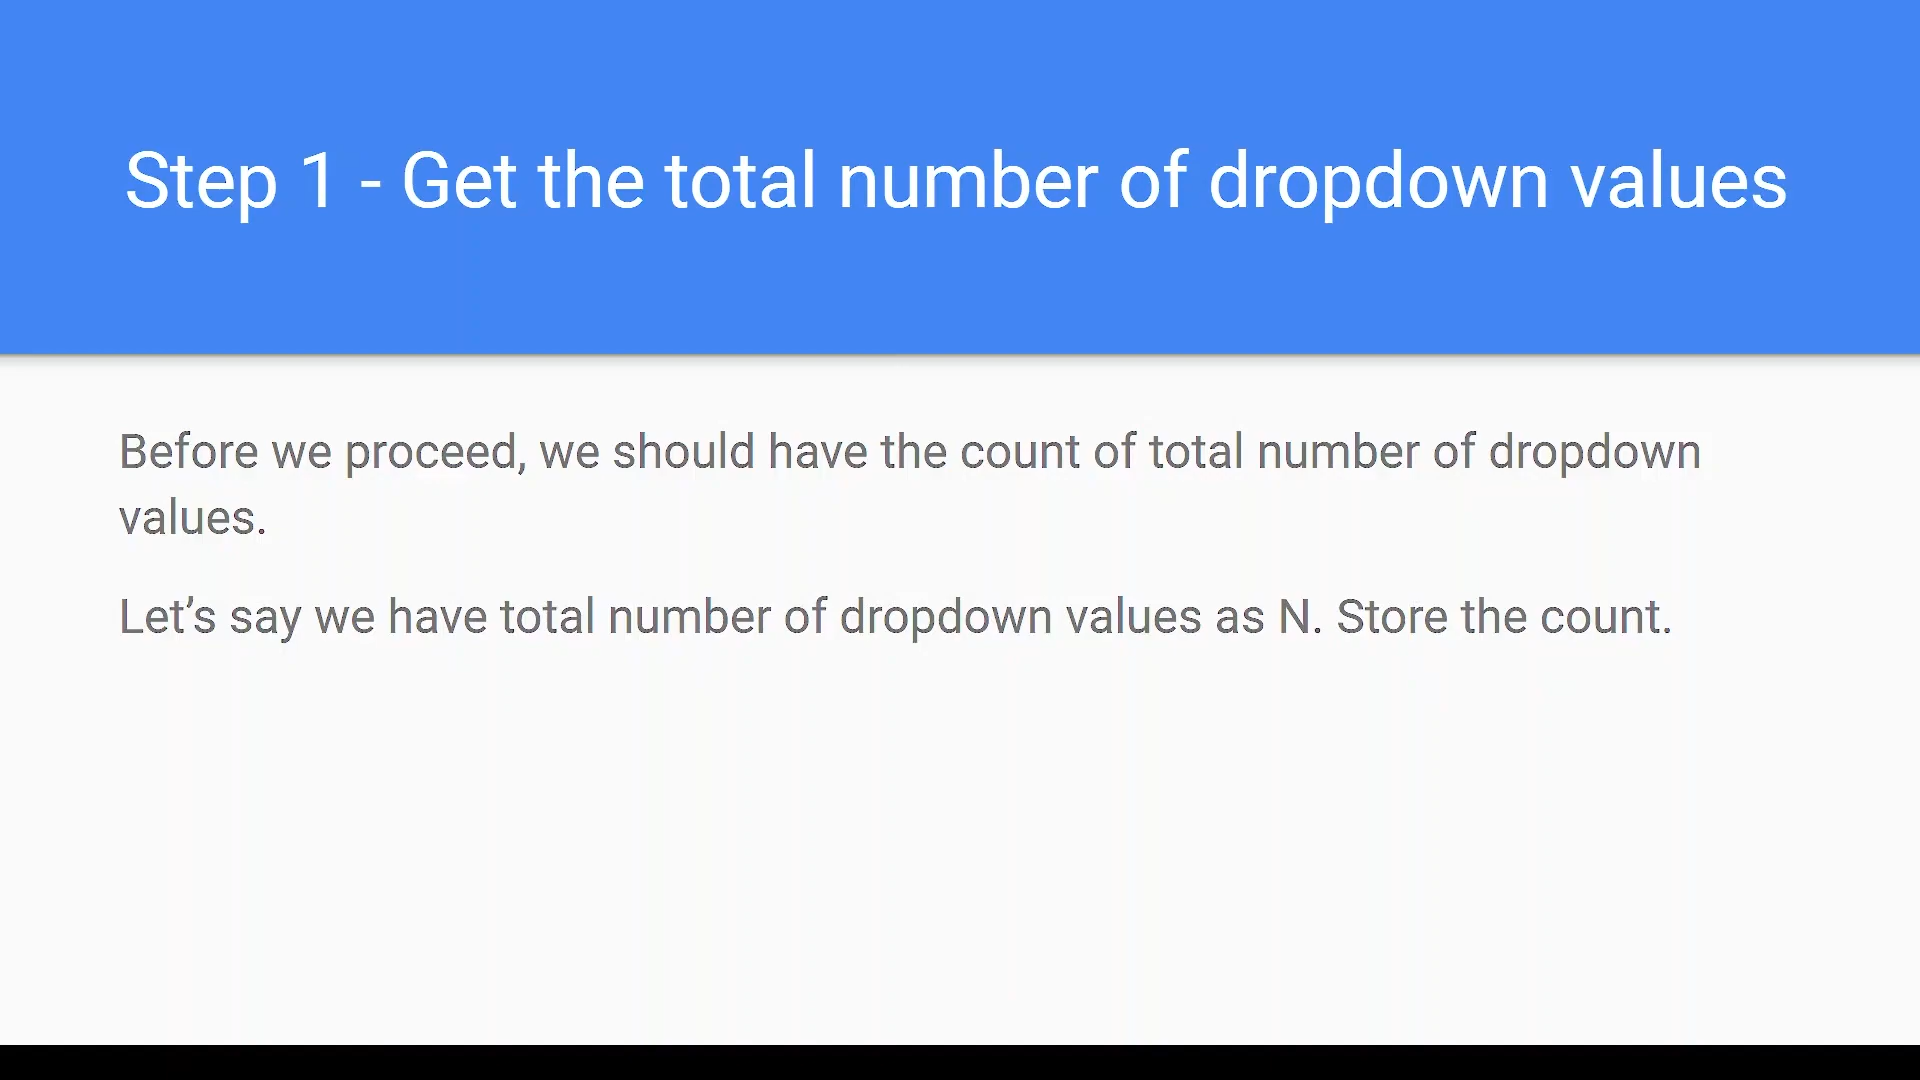 Step 1 - Get the total number of dropdown values
Before we proceed, we should have the count of total number of dropdown
values.
Let’s say we have total number of dropdown values as N. Store the count.